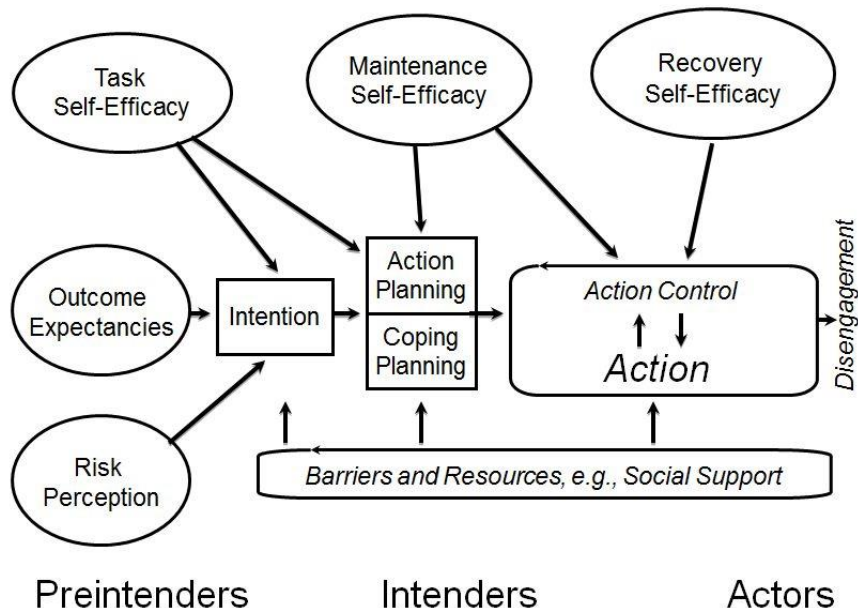 Task
Self-Efficacy
Maintenance
Self-Efficacy
Recovery
Self-Efficacy
Outcome
Expectancies
Intention
Action
Planning
Coping
Planning
Action Control
Action
Disengagement
Risk
Perception
Barriers and Resources, e.g., Social Support
Preintenders
Intenders
Actors